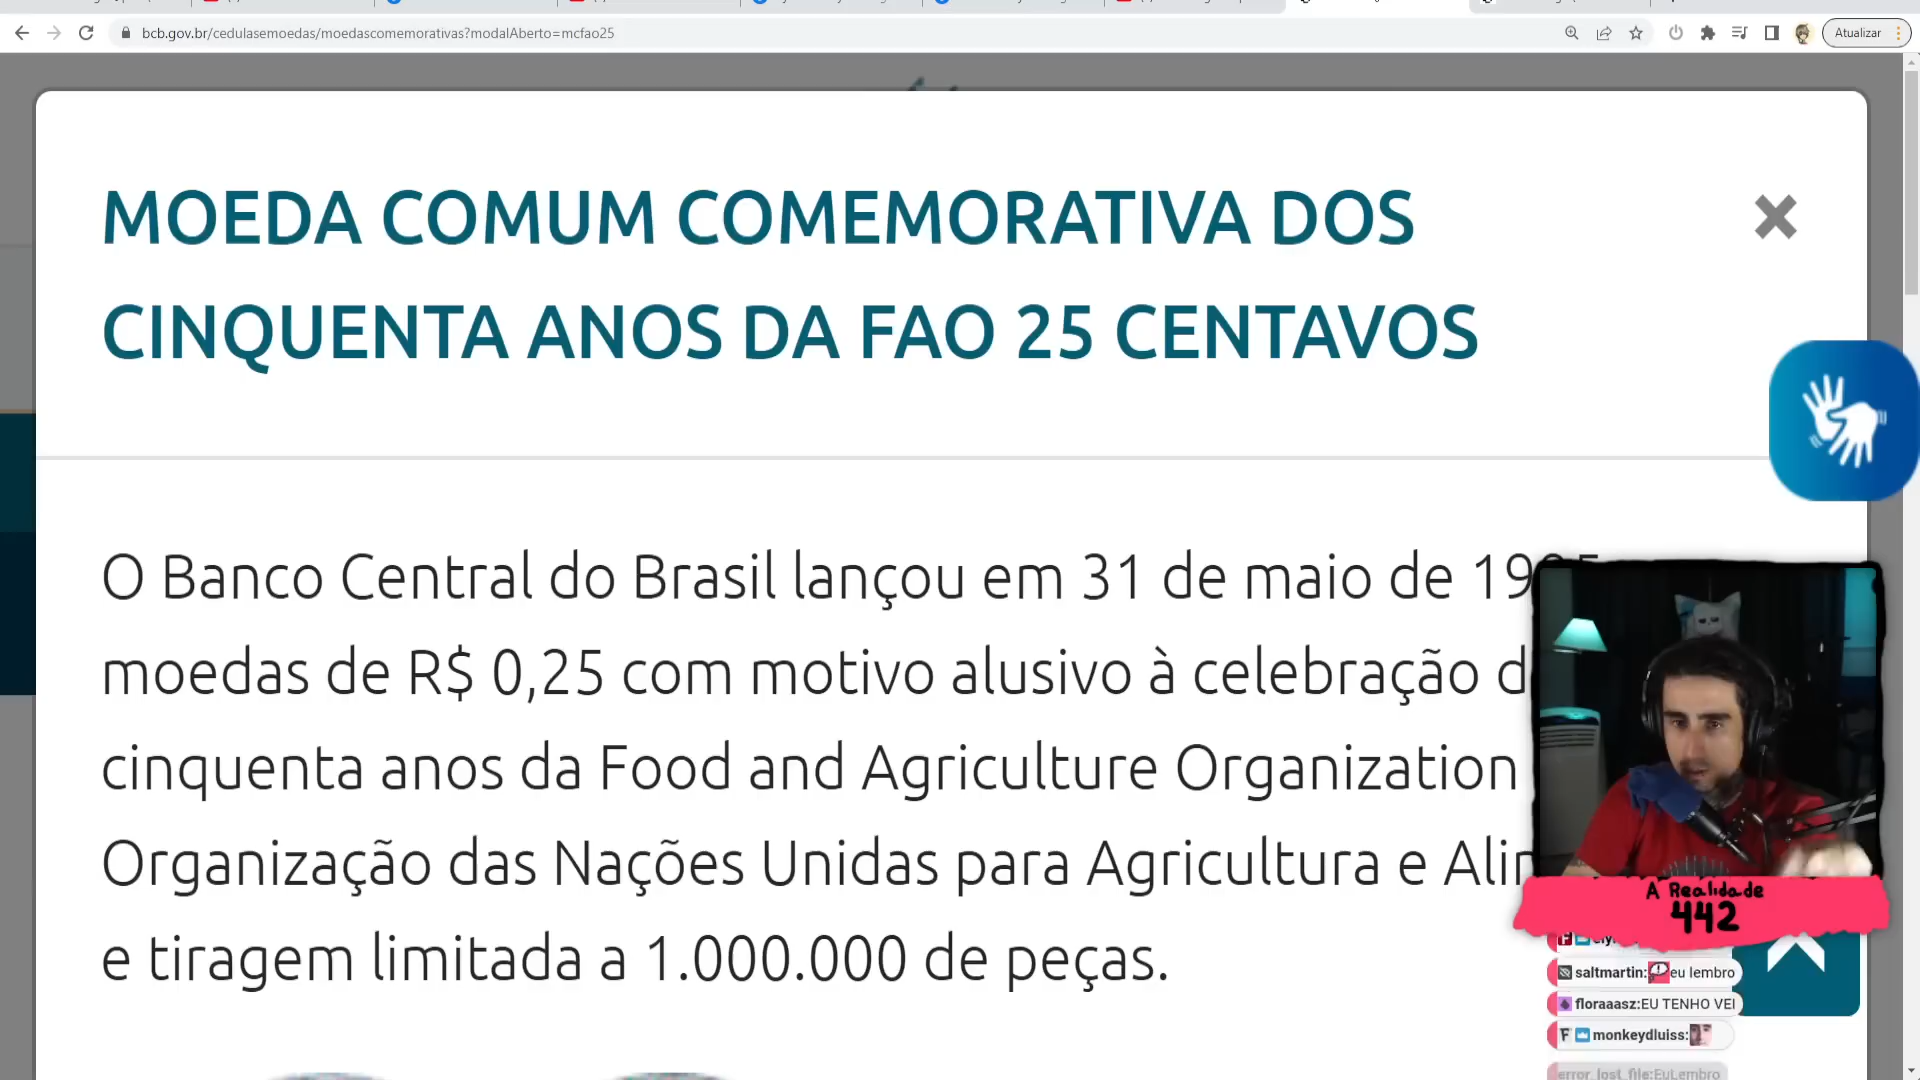 bcb.gov.br/cedulasemoedas/moedascomemorativas?modalAberto=mcfao25
Atualizar
MOEDA COMUM COMEMORATIVA DOS
CINQUENTA ANOS DA FAO 25 CENTAVOS
O Banco Central do Brasil lançou em 31 de maio de 1995
moedas de R$ 0,25 com motivo alusivo à celebração
cinquenta anos da Food and Agriculture Organization
Organização das Nações Unidas para Agricultura e
e tiragem limitada a 1.000.000 de peças.
A Realidade
442
saltmartin: eu lembro
floraaasz:EU TENHO VEI
monkeydluiss:
error_lost_file:EuLembro